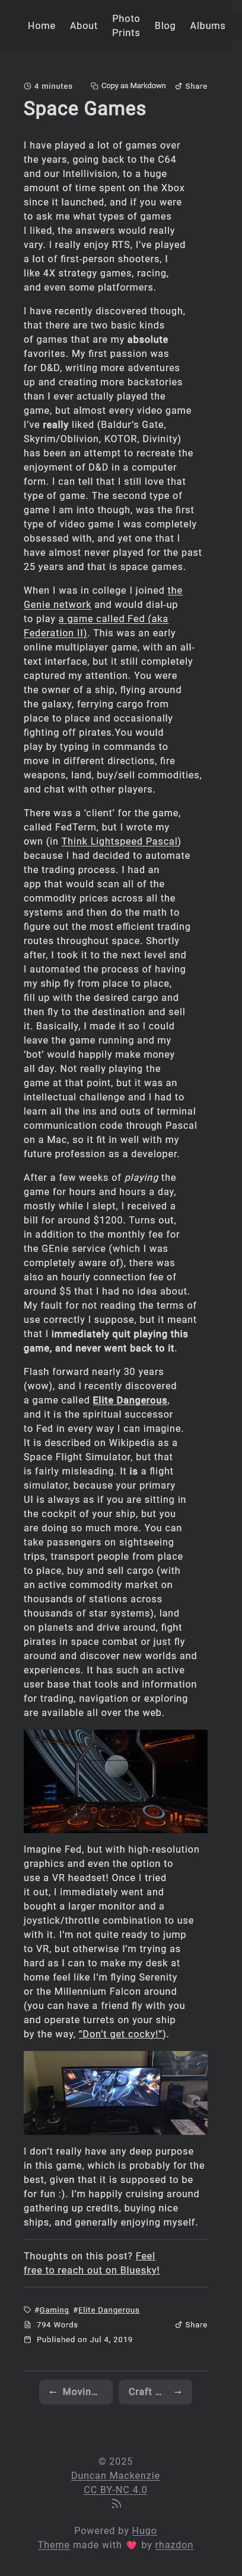 Home About Photo Prints Blog Albums
4 minutes Copy as Markdown Share
Space Games
I have played a lot of games over
the years, going back to the C64
and our Intellivision, to a huge
amount of time spent on the Xbox
since it launched, and if you were
to ask me what types of games
I liked, the answers would really
vary. I really enjoy RTS, I’ve played
a lot of first-person shooters, I
like 4X strategy games, racing,
and even some platformers.
I have recently discovered though,
that there are two basic kinds
of games that are my absolute
favorites. My first passion was
for D&D, writing more adventures
up and creating more backstories
than I ever actually played the
game, but almost every video game
I’ve really liked (Baldur’s Gate,
Skyrim/Oblivion, KOTOR, Divinity)
has been an attempt to recreate the
enjoyment of D&D in a computer
form. I can tell that I still love that
type of game. The second type of
game I am into though, was the first
type of video game I was completely
obsessed with, and yet one that I
have almost never played for the past
25 years and that is space games.
When I was in college I joined the
Genie network and would dial-up
to play a game called Fed (aka
Federation II). This was an early
online multiplayer game, with an all-
text interface, but it still completely
captured my attention. You were
the owner of a ship, flying around
the galaxy, ferrying cargo from
place to place and occasionally
fighting off pirates.You would
play by typing in commands to
move in different directions, fire
weapons, land, buy/sell commodities,
and chat with other players.
There was a ‘client’ for the game,
called FedTerm, but I wrote my
own (in Think Lightspeed Pascal)
because I had decided to automate
the trading process. I had an
app that would scan all of the
commodity prices across all the
systems and then do the math to
figure out the most efficient trading
routes throughout space. Shortly
after, I took it to the next level and
I automated the process of having
my ship fly from place to place,
fill up with the desired cargo and
then fly to the destination and sell
it. Basically, I made it so I could
leave the game running and my
‘bot’ would happily make money
all day. Not really playing the
game at that point, but it was an
intellectual challenge and I had to
learn all the ins and outs of terminal
communication code through Pascal
on a Mac, so it fit in well with my
future profession as a developer.
After a few weeks of playing the
game for hours and hours a day,
mostly while I slept, I received a
bill for around $1200. Turns out,
in addition to the monthly fee for
the GEnie service (which I was
completely aware of), there was
also an hourly connection fee of
around $5 that I had no idea about.
My fault for not reading the terms of
use correctly I suppose, but it meant
that I immediately quit playing this
game, and never went back to it.
Flash forward nearly 30 years
(wow), and I recently discovered
a game called Elite Dangerous,
and it is the spiritual successor
to Fed in every way I can imagine.
It is described on Wikipedia as a
Space Flight Simulator, but that
is fairly misleading. It is a flight
simulator, because your primary
UI is always as if you are sitting in
the cockpit of your ship, but you
are doing so much more. You can
take passengers on sightseeing
trips, transport people from place
to place, buy and sell cargo (with
an active commodity market on
thousands of stations across
thousands of star systems), land
on planets and drive around, fight
pirates in space combat or just fly
around and discover new worlds and
experiences. It has such an active
user base that tools and information
for trading, navigation or exploring
are available all over the web.
Imagine Fed, but with high-resolution
graphics and even the option to
use a VR headset! Once I tried
it out, I immediately went and
bought a larger monitor and a
joystick/throttle combination to use
with it. I’m not quite ready to jump
to VR, but otherwise I’m trying as
hard as I can to make my desk at
home feel like I’m flying Serenity
or the Millennium Falcon around
(you can have a friend fly with you
and operate turrets on your ship
by the way, “Don’t get cocky!”).
I don’t really have any deep purpose
in this game, which is probably for the
best, given that it is supposed to be
for fun :). I’m happily cruising around
gathering up credits, buying nice
ships, and generally enjoying myself.
Thoughts on this post? Feel
free to reach out on Bluesky!
#Gaming #Elite Dangerous
794 Words Share
Published on Jul 4, 2019
← Movin... Craft ... →
© 2025
Duncan Mackenzie
CC BY-NC 4.0
Powered by Hugo
Theme made with ❤ by rhazdon